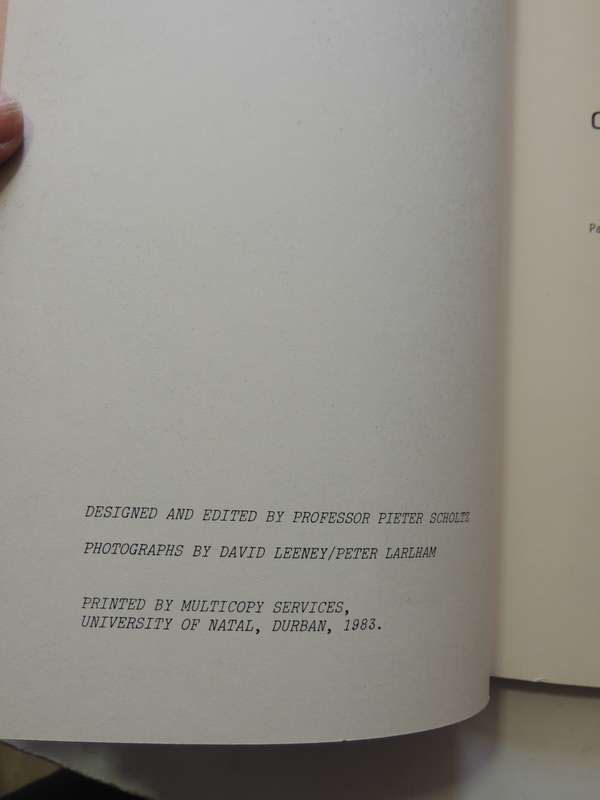 DESIGNED AND EDITED BY PROFESSOR PIETER SCHOLTZ
PHOTOGRAPHS BY DAVID LEENEY/PETER LARLHAM
PRINTED BY MULTICOPY SERVICES,
UNIVERSITY OF NATAL, DURBAN, 1983.